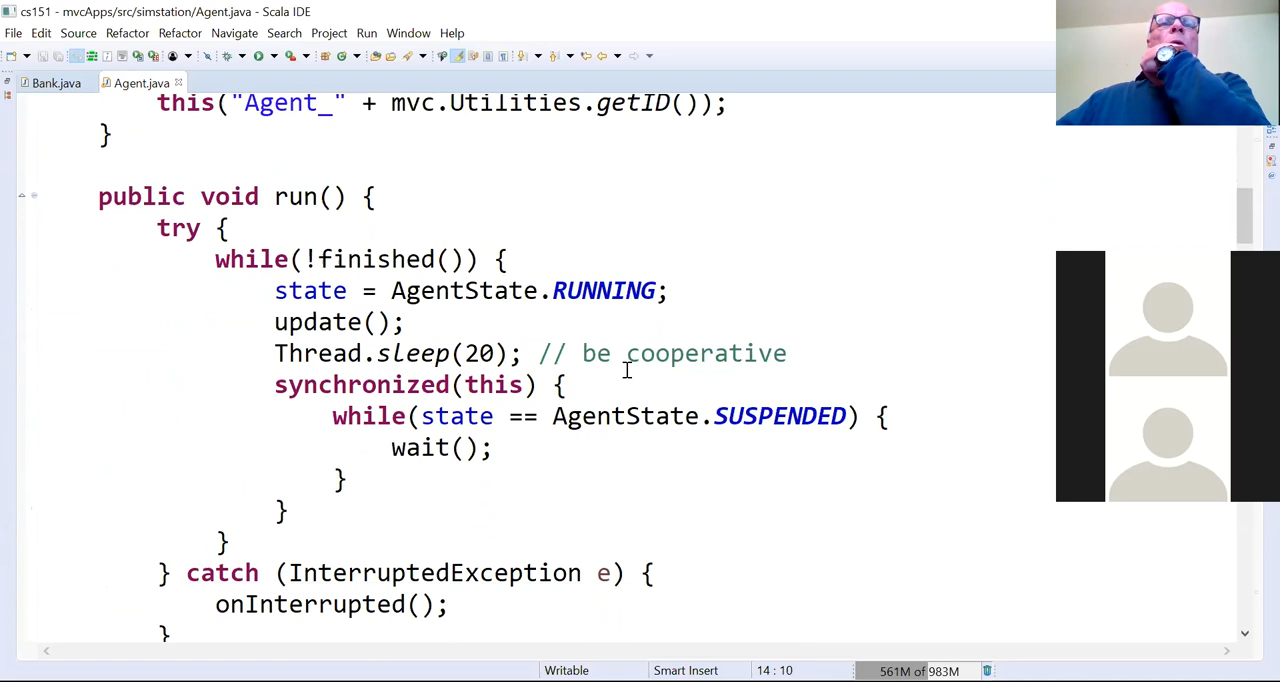 cs151 - mvcApps/src/simstation/Agent.java - Scala IDE
File Edit Source Refactor Refactor Navigate Search Project Run Window Help
Bank.java Agent.java
this("Agent_" + mvc.Utilities.getID());
}
public void run() {
try {
while(!finished()) {
state = AgentState.RUNNING;
update();
Thread.sleep(20); // be cooperative
synchronized(this) {
while(state == AgentState.SUSPENDED) {
wait();
}
}
}
} catch (InterruptedException e) {
onInterrupted();
}
Writable Smart Insert 14 : 10 561M of 983M